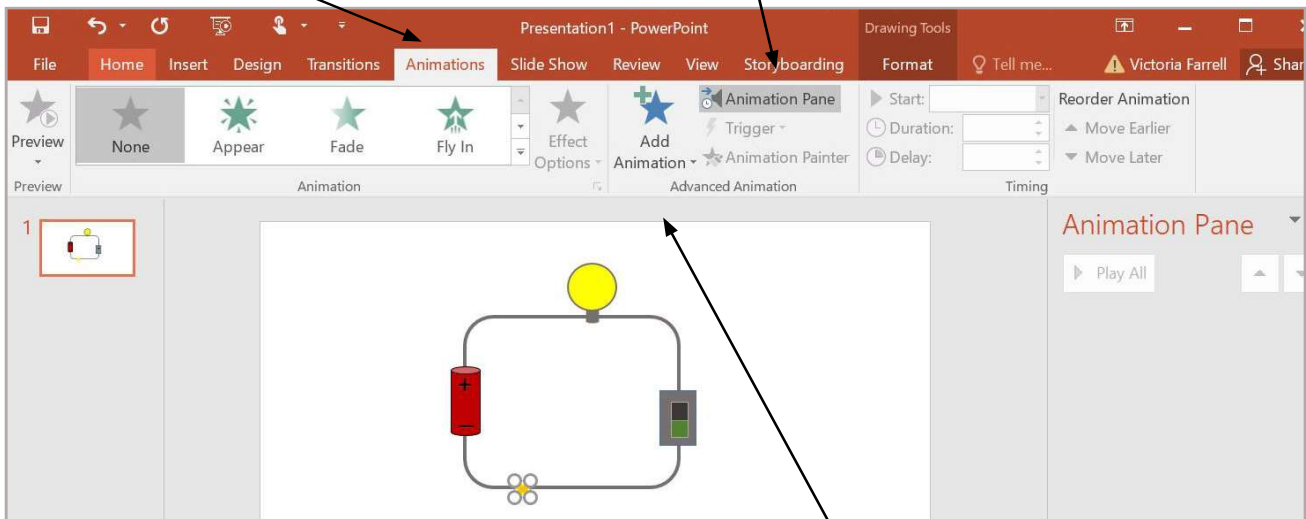 Presentation1 - PowerPoint
Drawing Tools
File Home Insert Design Transitions Animations Slide Show Review View Storyboarding Format Tell me... Victoria Farrell Shar
Preview
None
Appear
Fade
Fly In
Effect
Options
Add
Animation
Animation Pane
Trigger
Animation Painter
Start:
Duration:
Delay:
Reorder Animation
Move Earlier
Move Later
Preview
Animation
Advanced Animation
Timing
1
Animation Pane
Play All
+
–